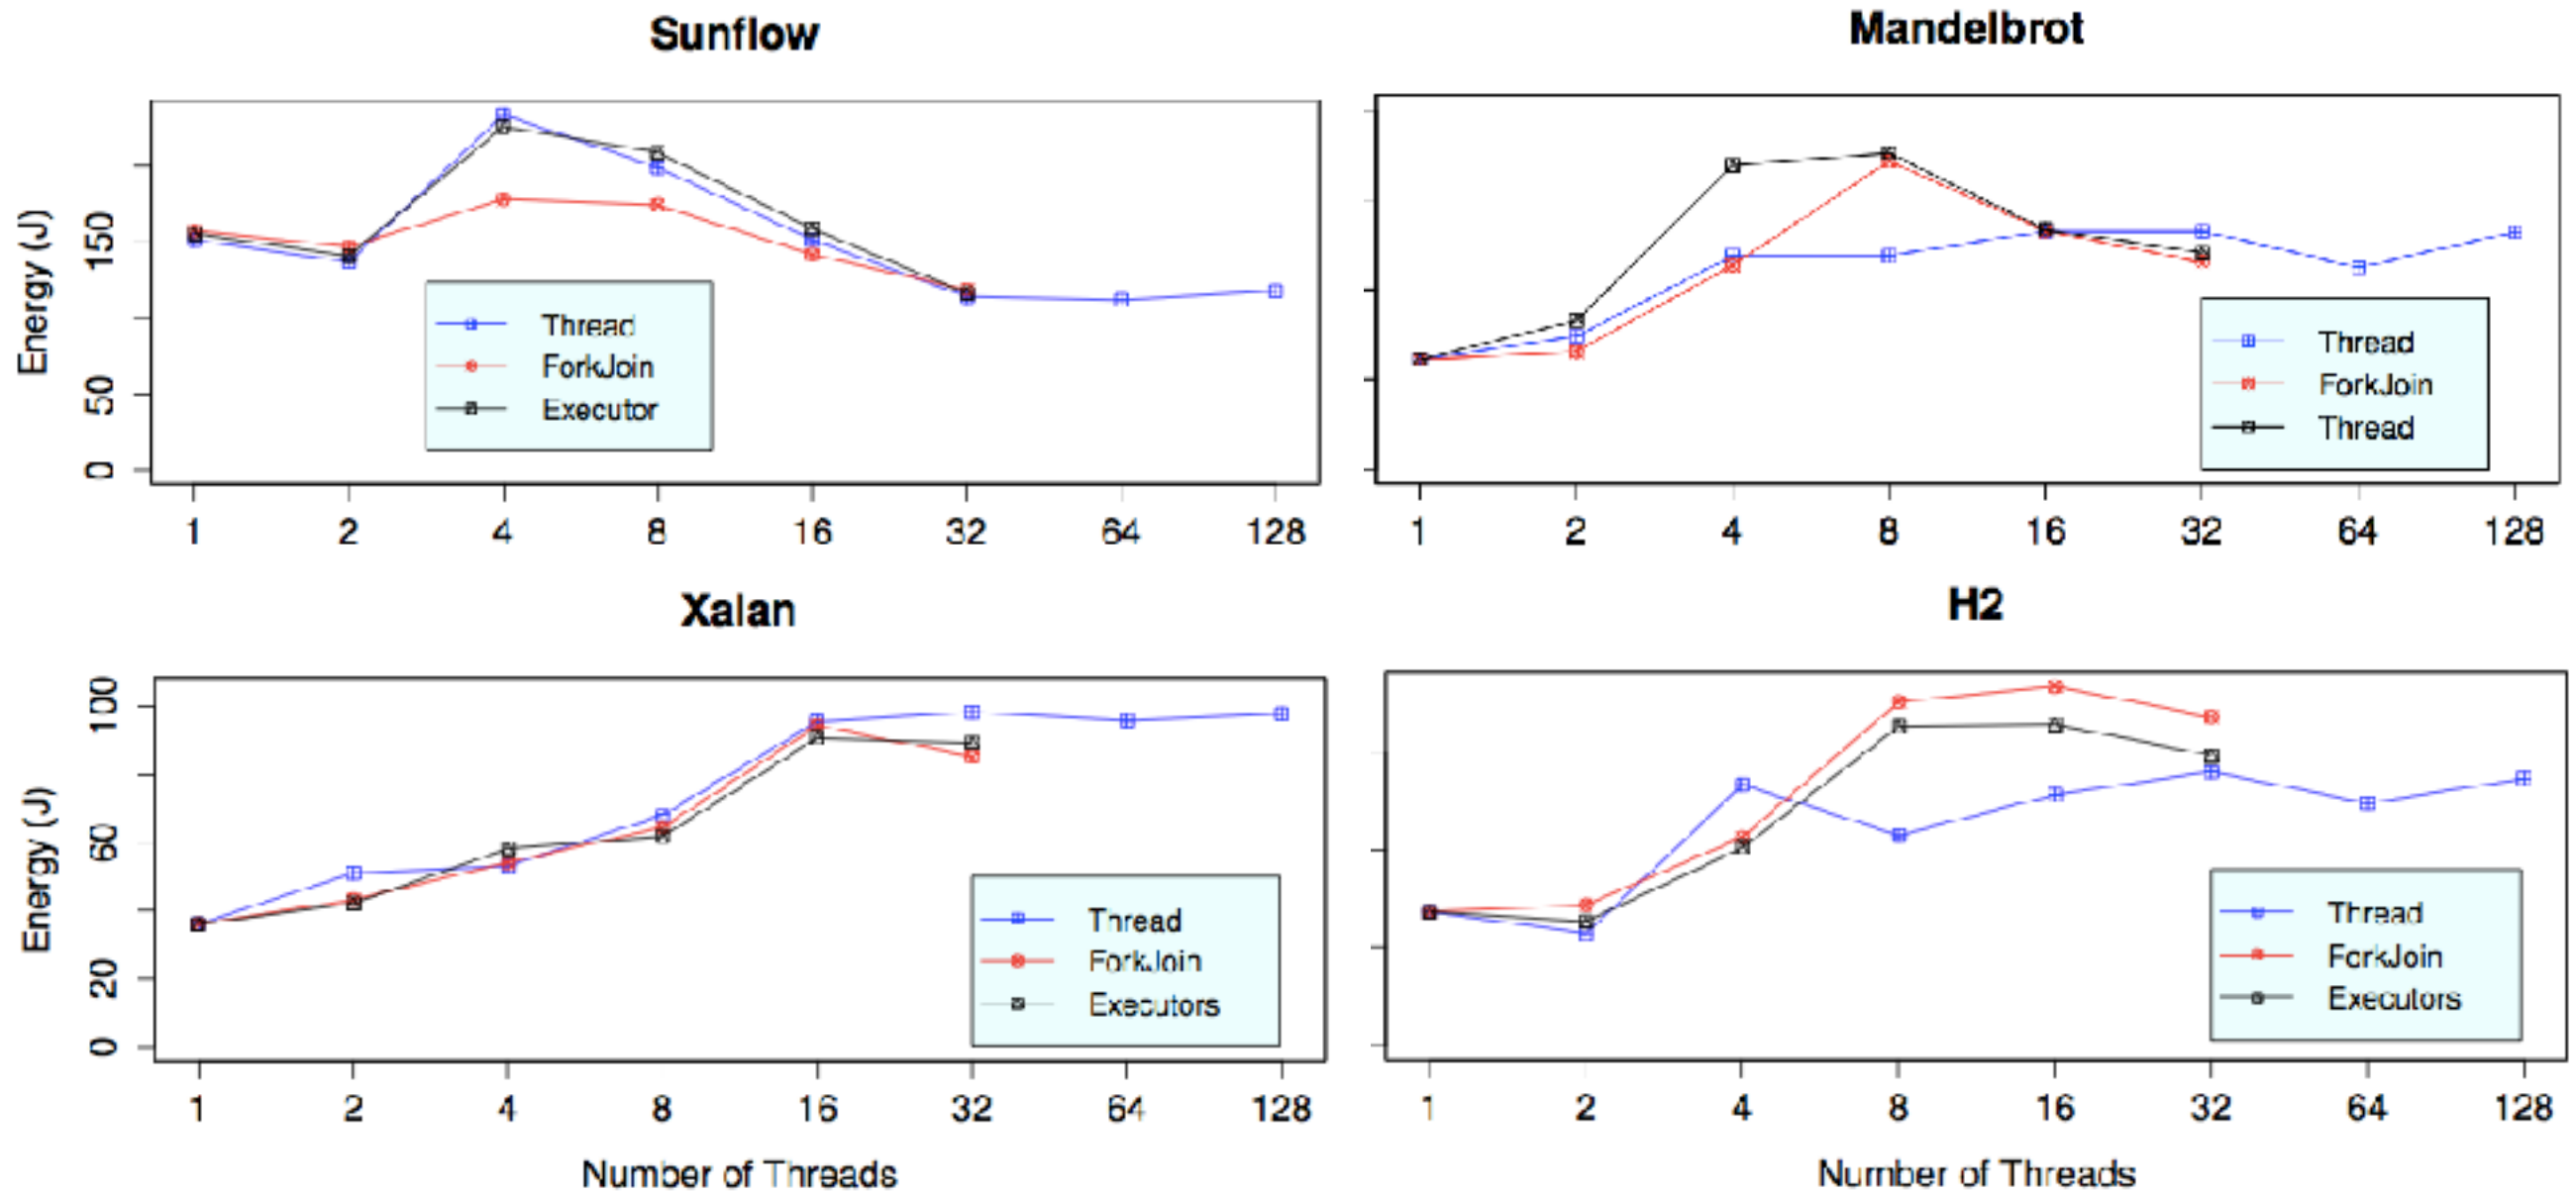 Sunflow
Energy (J)
150
50
0
Thread
ForkJoin
Executor
1 2 4 8 16 32 64 128
Mandelbrot
Thread
ForkJoin
Thread
1 2 4 8 16 32 64 128
Xalan
Energy (J)
100
60
20
0
Thread
ForkJoin
Executors
1 2 4 8 16 32 64 128
Number of Threads
H2
Thread
ForkJoin
Executors
1 2 4 8 16 32 64 128
Number of Threads